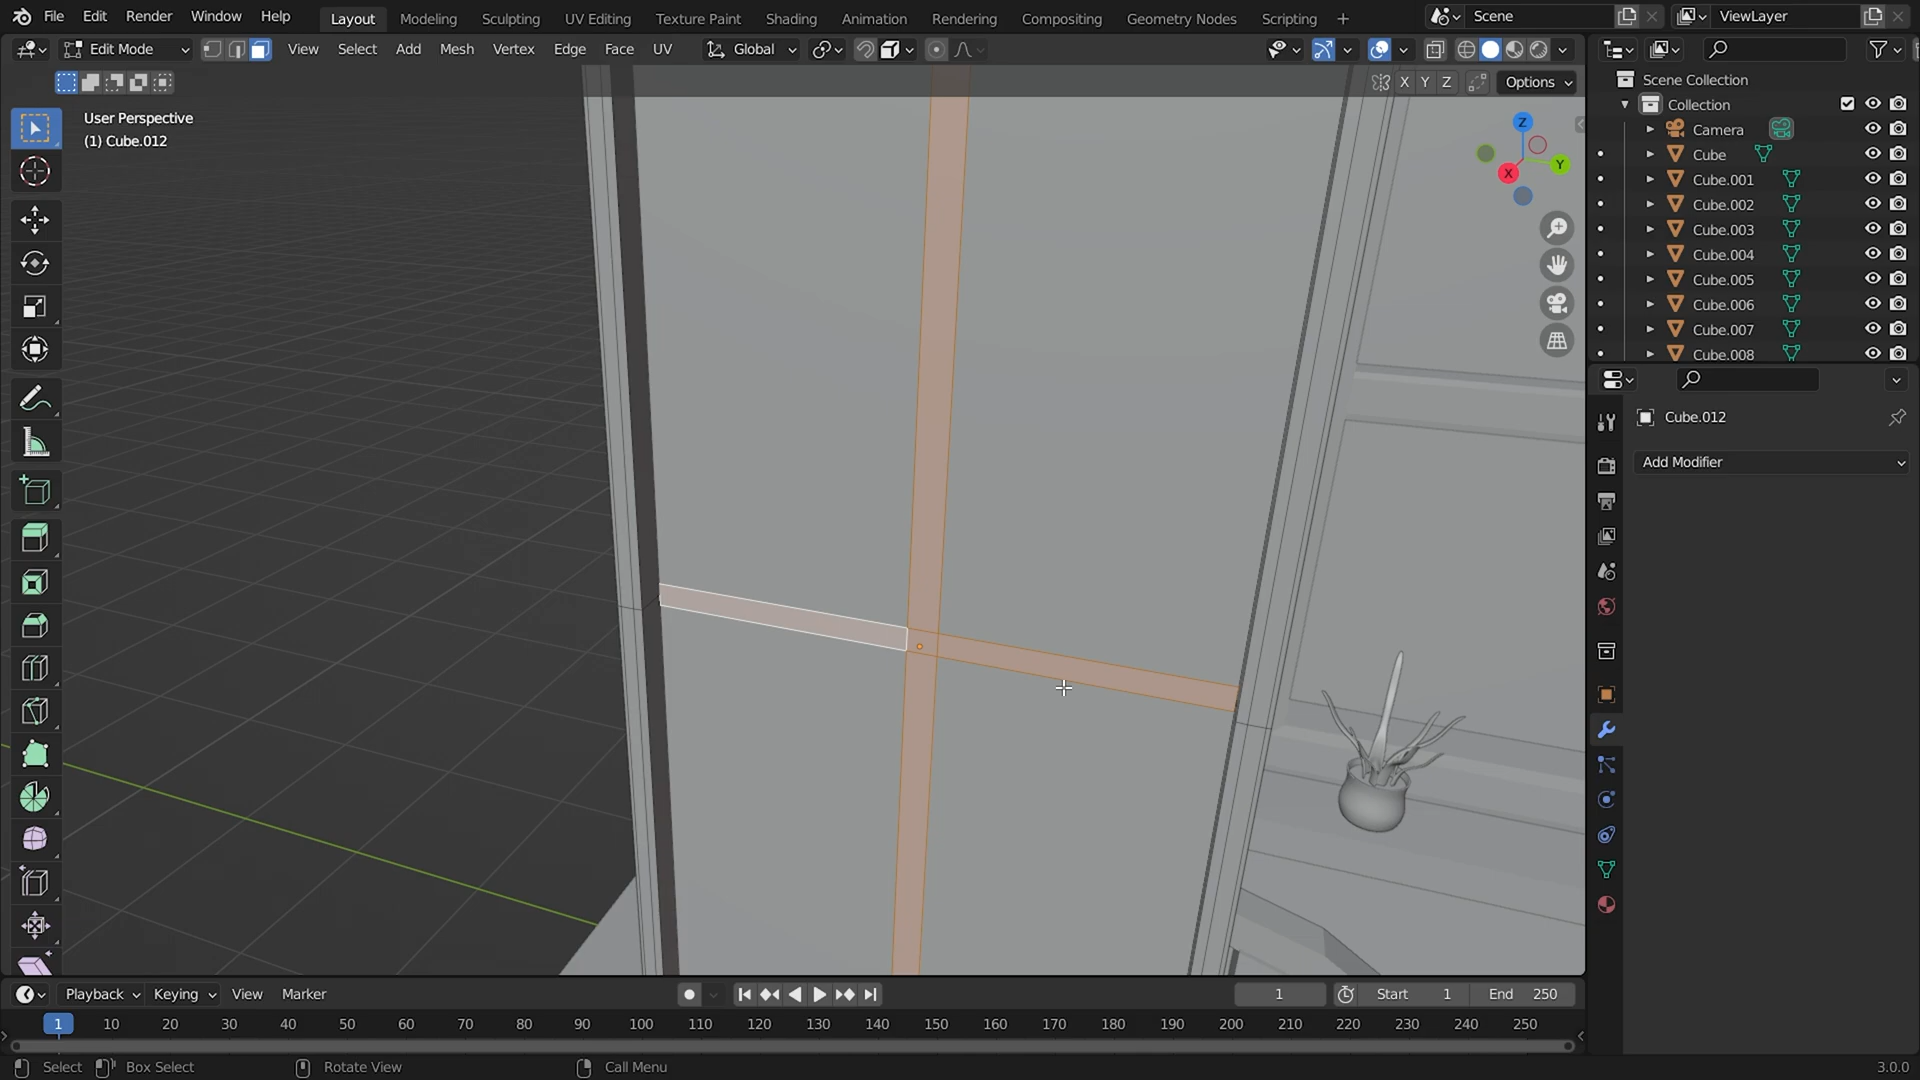 File Edit Render Window Help Layout Modeling Sculpting UV Editing Texture Paint Shading Animation Rendering Compositing Geometry Nodes Scripting + Scene ViewLayer
Edit Mode View Select Add Mesh Vertex Edge Face UV Global
X Y Z Options
User Perspective
(1) Cube.012
Z
Y
X
Scene Collection
Collection
Camera
Cube
Cube.001
Cube.002
Cube.003
Cube.004
Cube.005
Cube.006
Cube.007
Cube.008
Cube.012
Add Modifier
Playback Keying View Marker 1 Start 1 End 250
1 10 20 30 40 50 60 70 80 90 100 110 120 130 140 150 160 170 180 190 200 210 220 230 240 250
Select Box Select Rotate View Call Menu 3.0.0